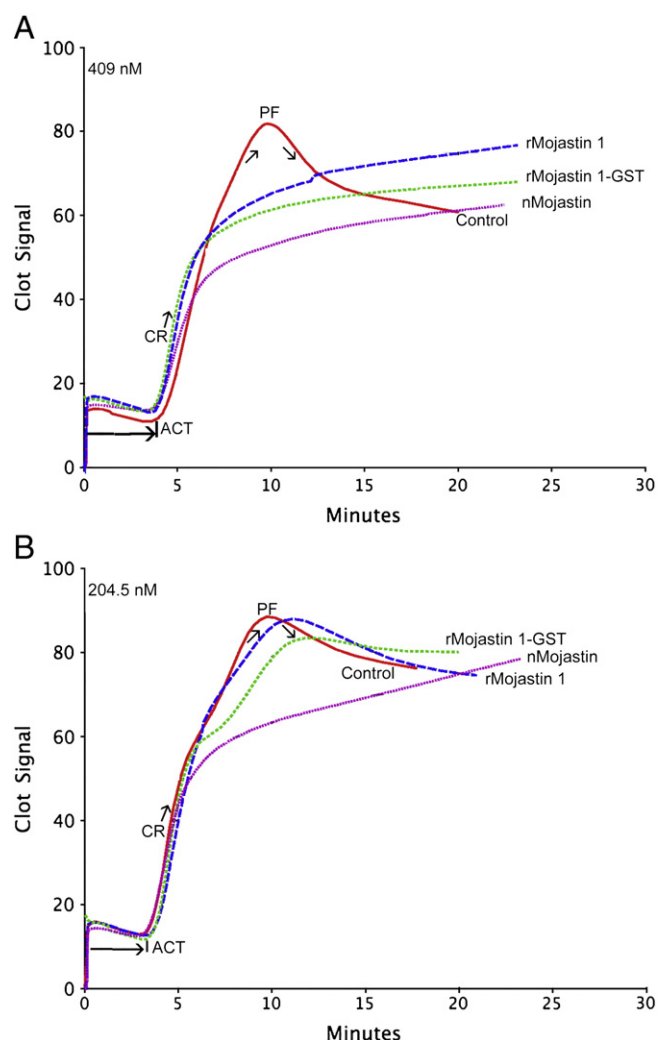 A
409 nM
100
80
60
40
20
0
Clot Signal
PF
rMojastin 1
rMojastin 1-GST
nMojastin
Control
CR
ACT
0 5 10 15 20 25 30
Minutes
B
204.5 nM
100
80
60
40
20
0
Clot Signal
PF
rMojastin 1-GST
nMojastin
Control
rMojastin 1
CR
ACT
0 5 10 15 20 25 30
Minutes